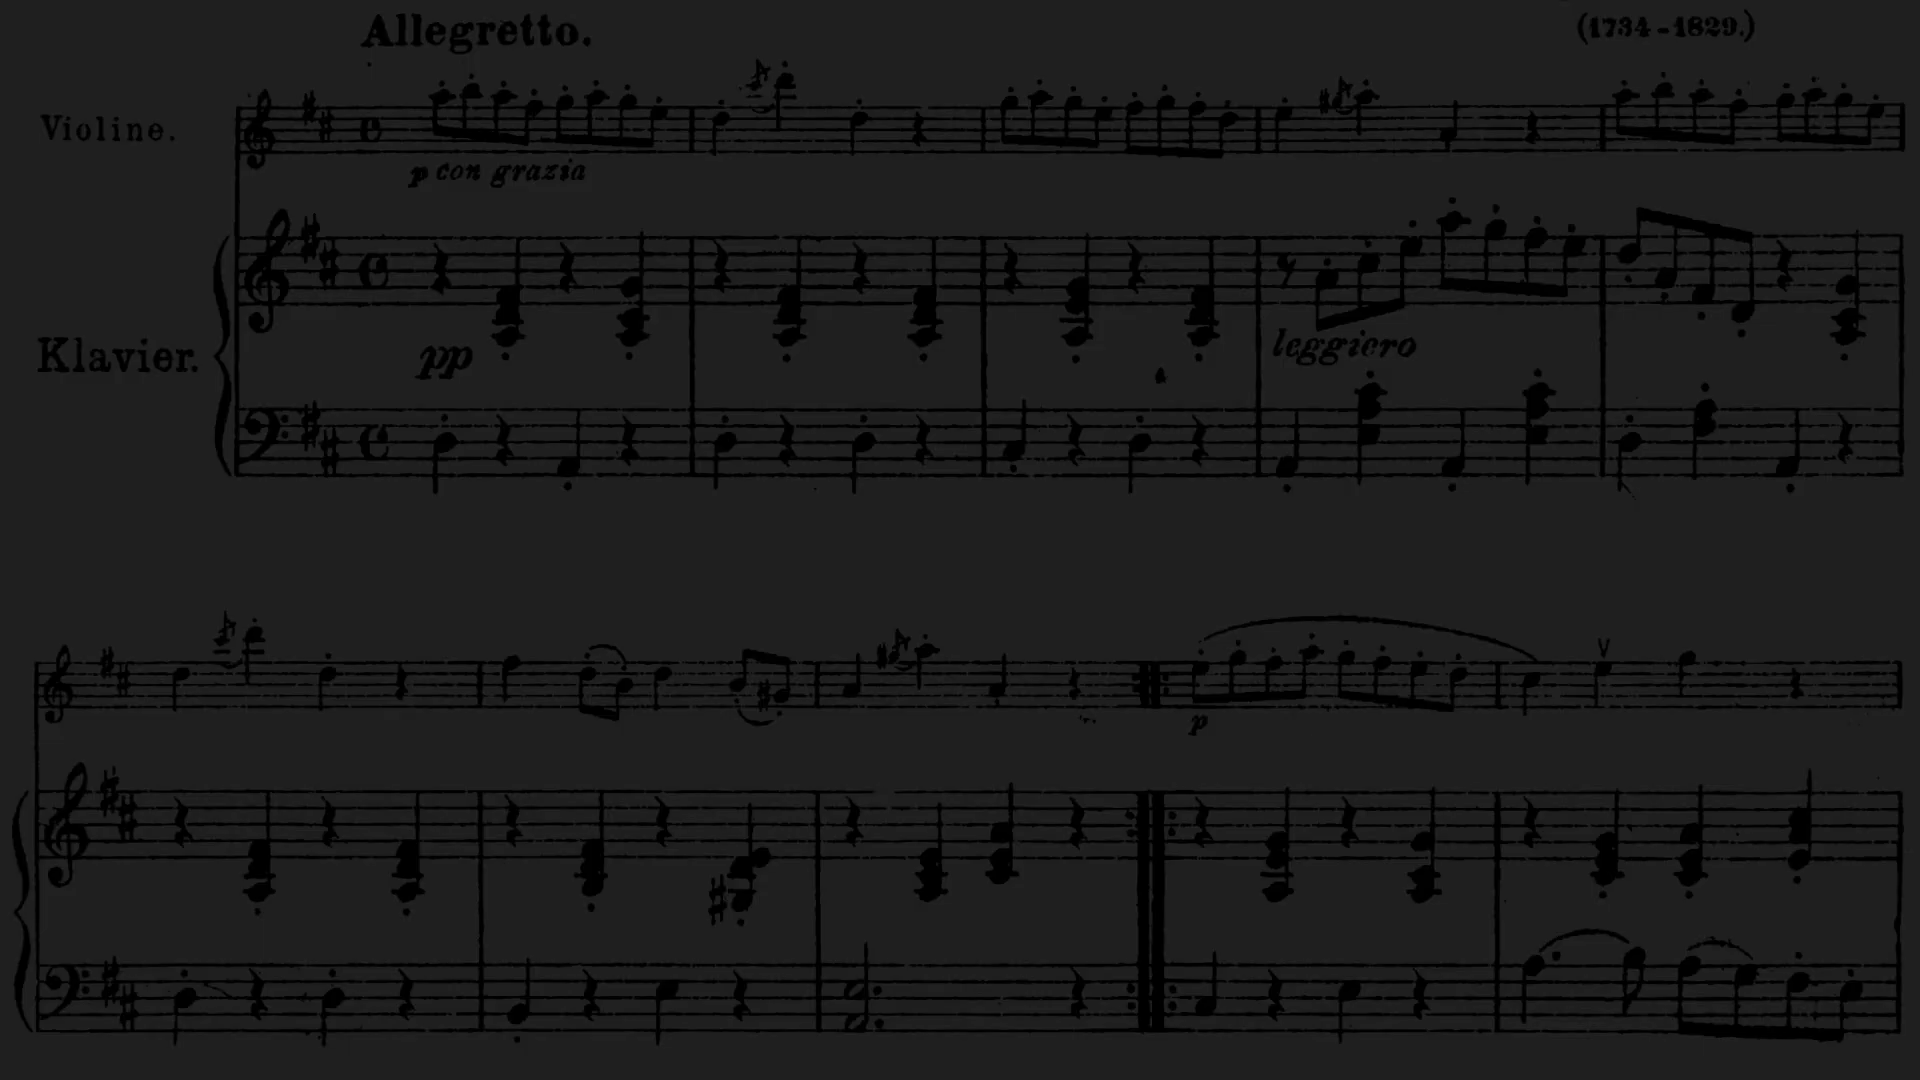 Allegretto.
(1734-1829.)
Violine.
p con grazia
Klavier.
pp
leggiero
p